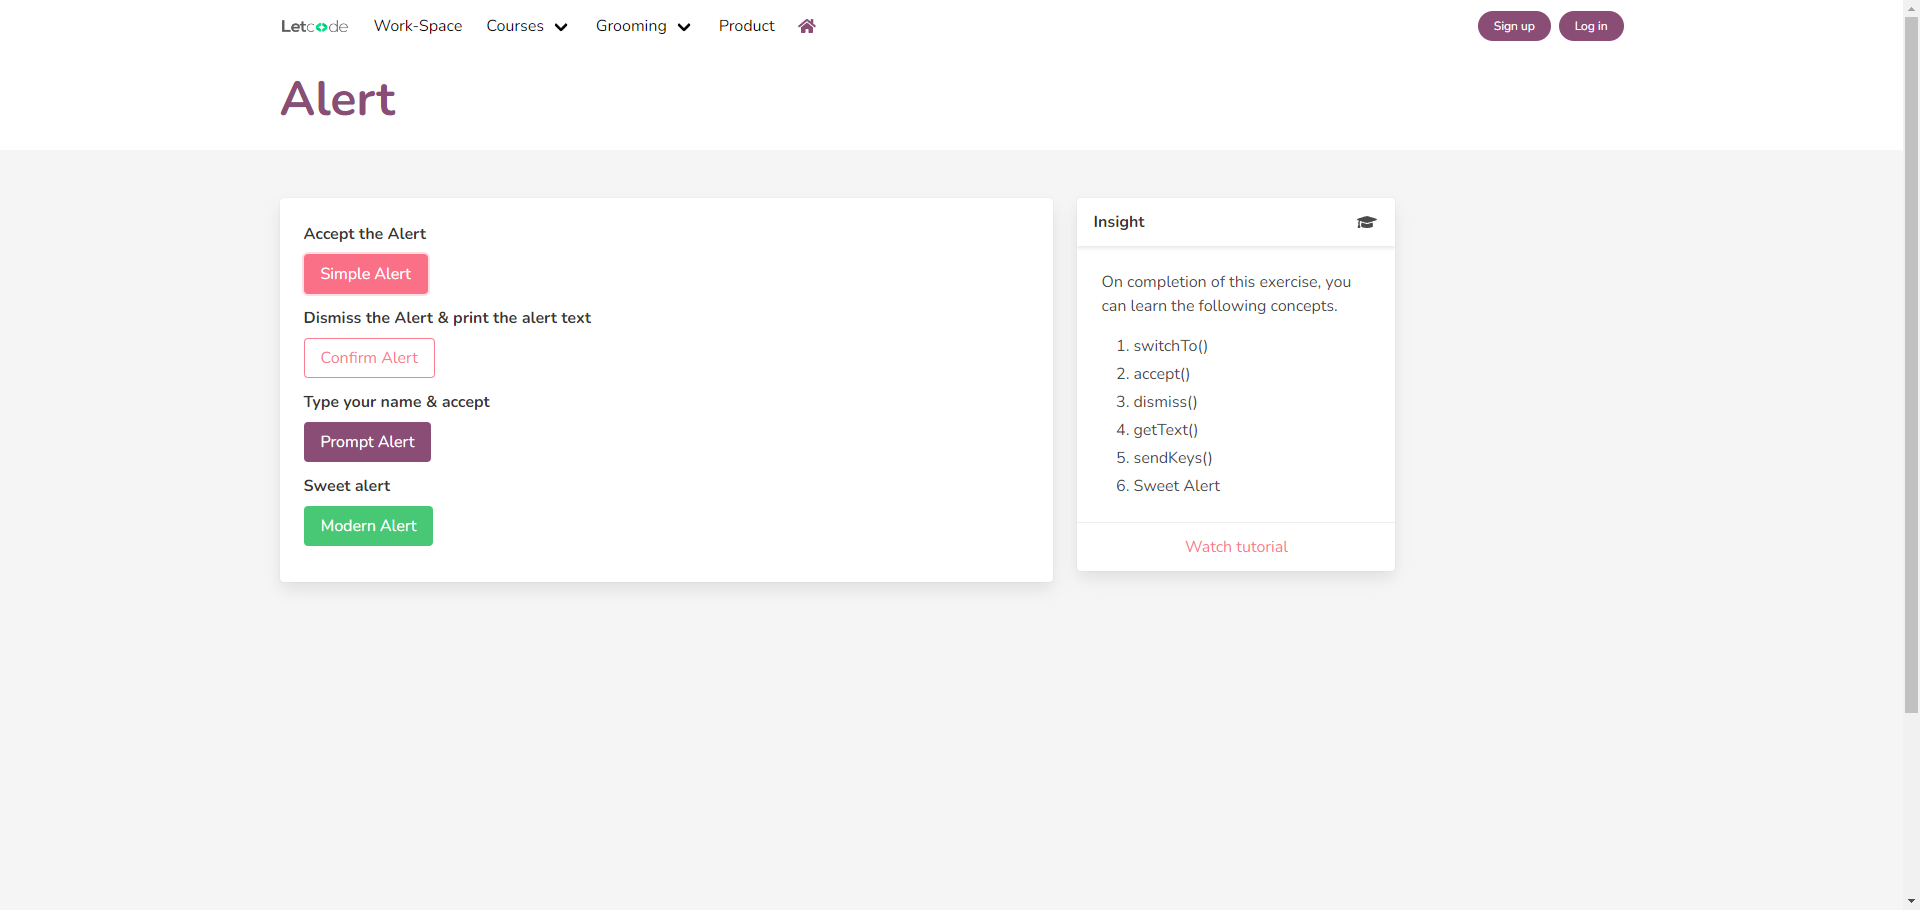 Letcode Work-Space Courses Grooming Product Sign up Log in
Alert
Accept the Alert
Simple Alert
Dismiss the Alert & print the alert text
Confirm Alert
Type your name & accept
Prompt Alert
Sweet alert
Modern Alert
Insight
On completion of this exercise, you
can learn the following concepts.
1. switchTo()
2. accept()
3. dismiss()
4. getText()
5. sendKeys()
6. Sweet Alert
Watch tutorial